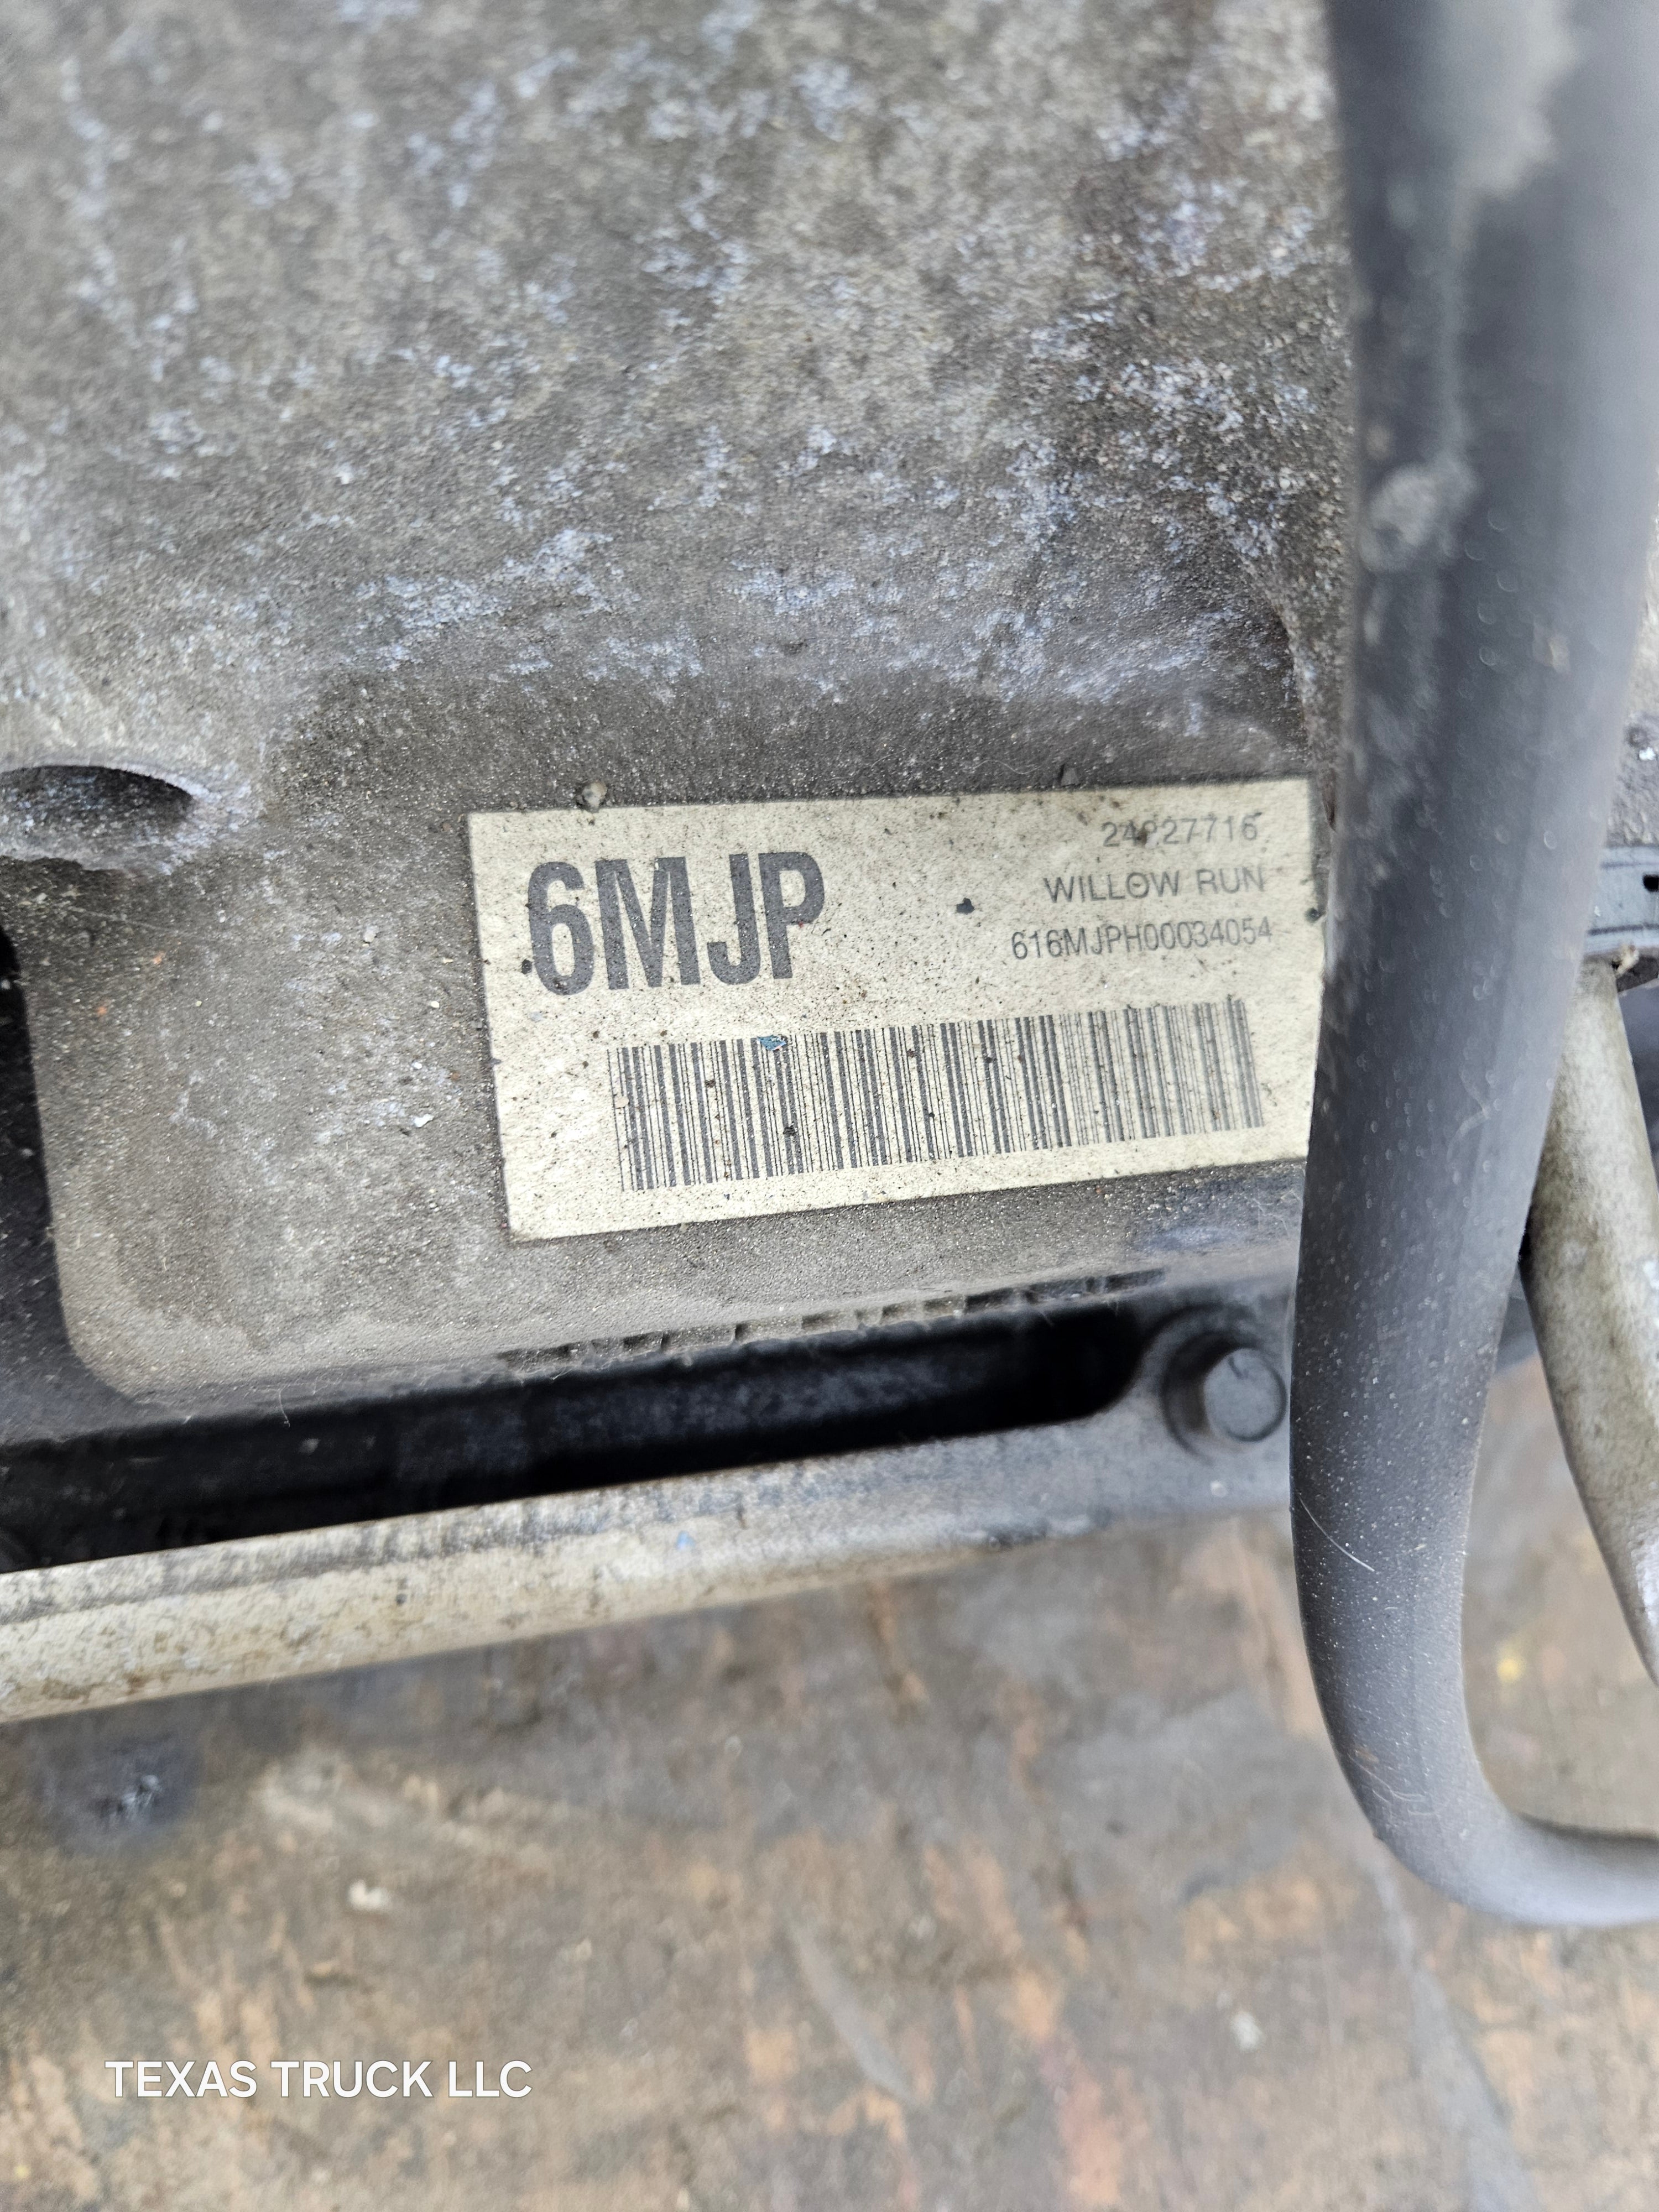 6MJP
24227716
WILLOW RUN
616MJPH00034054
TEXAS TRUCK LLC